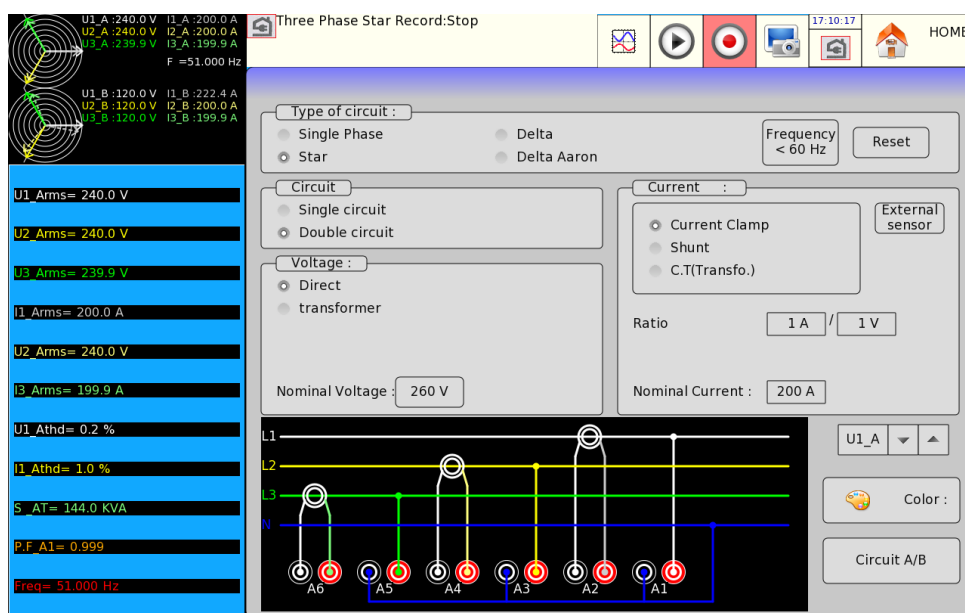 U1_A :240.0 V I1_A :200.0 A
U2_A :240.0 V I2_A :200.0 A
U3_A :239.9 V I3_A :199.9 A
F =51.000 Hz
U1_B :120.0 V I1_B :222.4 A
U2_B :120.0 V I2_B :200.0 A
U3_B :120.0 V I3_B :199.9 A
Three Phase Star Record:Stop
17:10:17
HOME
U1_Arms= 240.0 V
U2_Arms= 240.0 V
U3_Arms= 239.9 V
I1_Arms= 200.0 A
U2_Arms= 240.0 V
I3_Arms= 199.9 A
U1_Athd= 0.2 %
I1_Athd= 1.0 %
S _AT= 144.0 KVA
P.F_A1= 0.999
Freq= 51.000 Hz
Type of circuit :
Single Phase
Delta
Star
Delta Aaron
Frequency
< 60 Hz
Reset
Circuit
Single circuit
Double circuit
Voltage :
Direct
transformer
Nominal Voltage : 260 V
Current :
Current Clamp
Shunt
C.T(Transfo.)
External
sensor
Ratio 1 A / 1 V
Nominal Current : 200 A
L1
L2
L3
N
A6 A5 A4 A3 A2 A1
U1_A
Color :
Circuit A/B